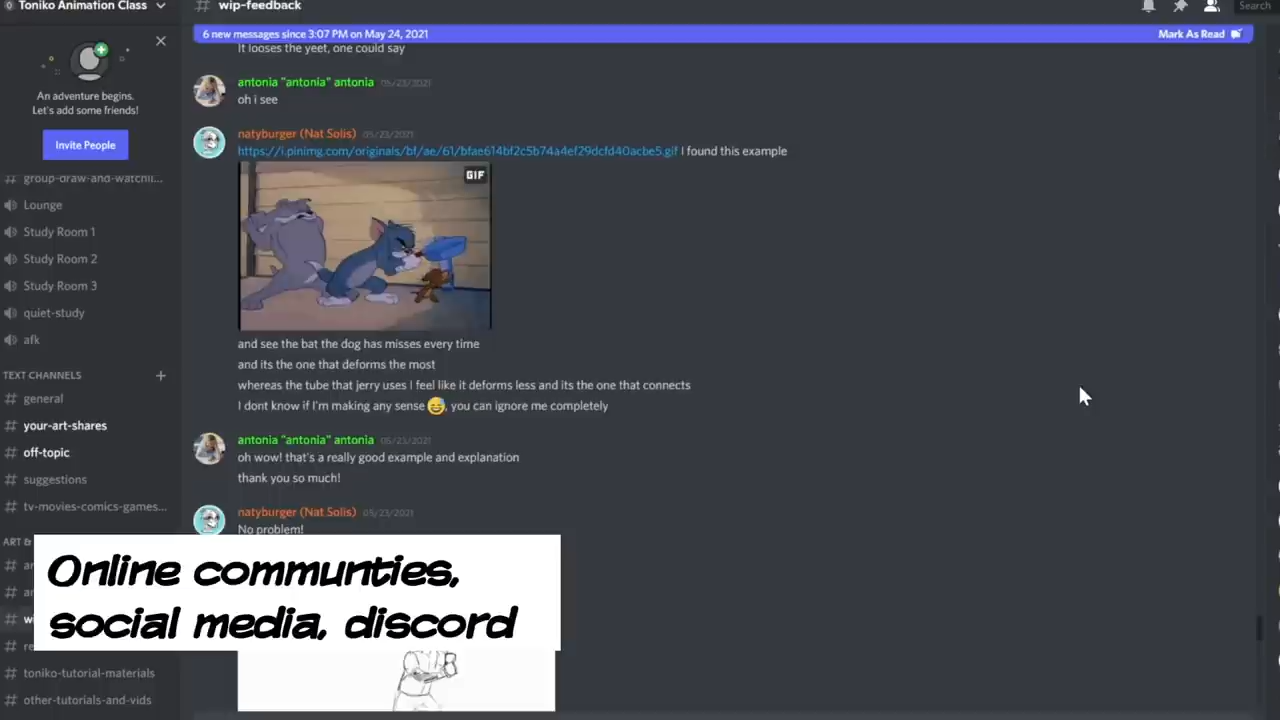 Toniko Animation Class
# wip-feedback
Search
6 new messages since 3:07 PM on May 24, 2021
Mark As Read
An adventure begins.
Let's add some friends!
Invite People
# group-draw-and-watchli...
Lounge
Study Room 1
Study Room 2
Study Room 3
quiet-study
afk
TEXT CHANNELS
# general
# your-art-shares
# off-topic
# suggestions
# tv-movies-comics-games...
ART &
# toniko-tutorial-materials
# other-tutorials-and-vids
It looses the yeet, one could say
antonia "antonia" antonia 05/23/2021
oh i see
natyburger (Nat Solis) 05/23/2021
https://i.pinimg.com/originals/bf/ae/61/bfae614bf2c5b74a4ef29dcfd40acbe5.gif I found this example
GIF
and see the bat the dog has misses every time
and its the one that deforms the most
whereas the tube that jerry uses I feel like it deforms less and its the one that connects
I dont know if I'm making any sense 😅, you can ignore me completely
antonia "antonia" antonia 05/23/2021
oh wow! that's a really good example and explanation
thank you so much!
natyburger (Nat Solis) 05/23/2021
No problem!
Online communties,
social media, discord